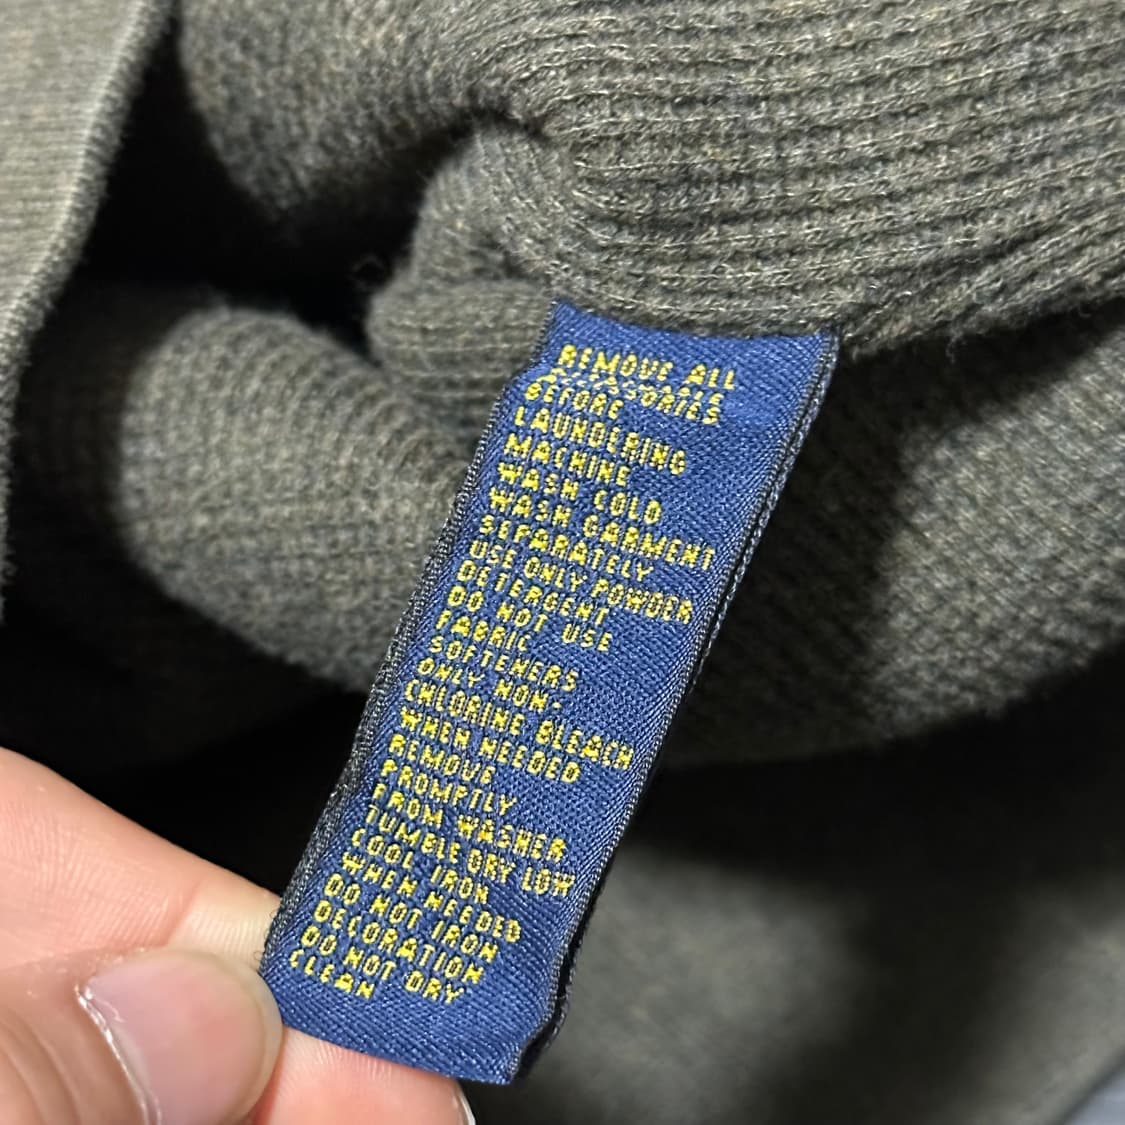 REMOVE ALL
ACCESSORIES
BEFORE
LAUNDERING
MACHINE
WASH COLD
WASH GARMENT
SEPARATELY
USE ONLY POWDER
DETERGENT
DO NOT USE
FABRIC
SOFTENERS
ONLY NON-
CHLORINE BLEACH
WHEN NEEDED
REMOVE
PROMPTLY
FROM WASHER
TUMBLE DRY LOW
COOL IRON
WHEN NEEDED
DO NOT IRON
DECORATION
DO NOT DRY
CLEAN